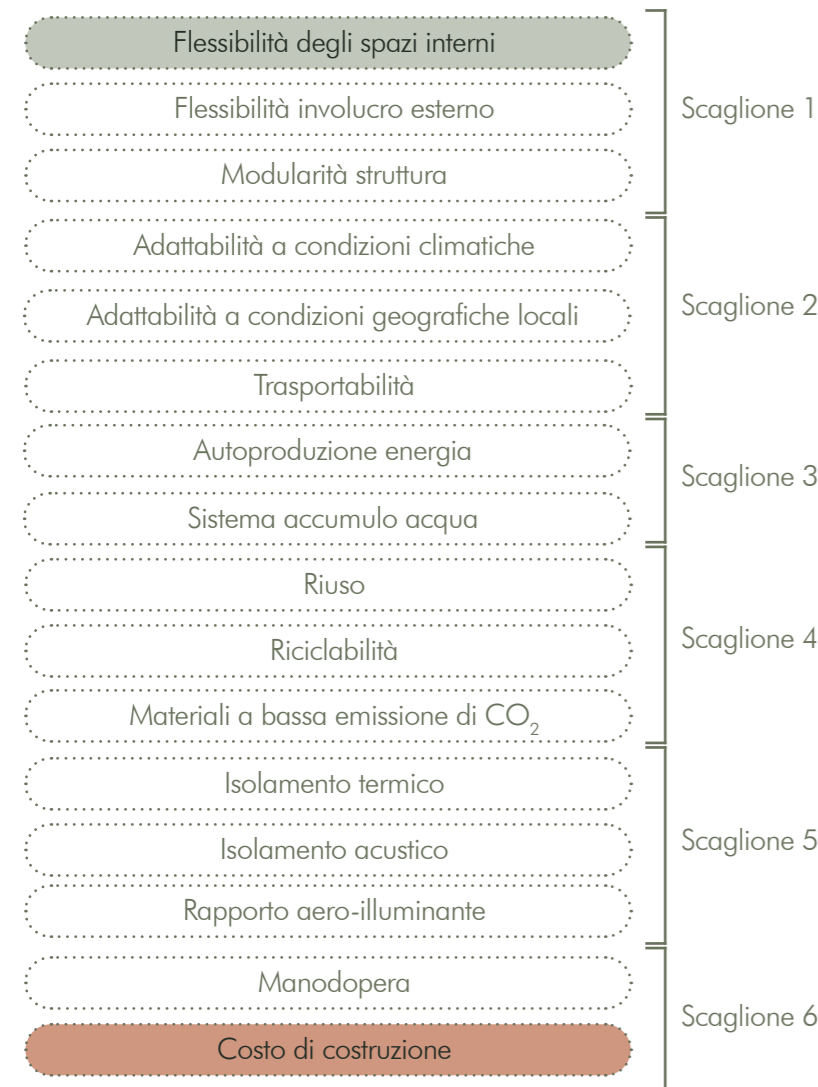 Flessibilità degli spazi interni
Flessibilità involucro esterno
Scaglione 1
Modularità struttura
Adattabilità a condizioni climatiche
Adattabilità a condizioni geografiche locali
Scaglione 2
Trasportabilità
Autoproduzione energia
Scaglione 3
Sistema accumulo acqua
Riuso
Scaglione 4
Riciclabilità
Materiali a bassa emissione di CO₂
Isolamento termico
Scaglione 5
Isolamento acustico
Rapporto aero-illuminante
Manodopera
Scaglione 6
Costo di costruzione